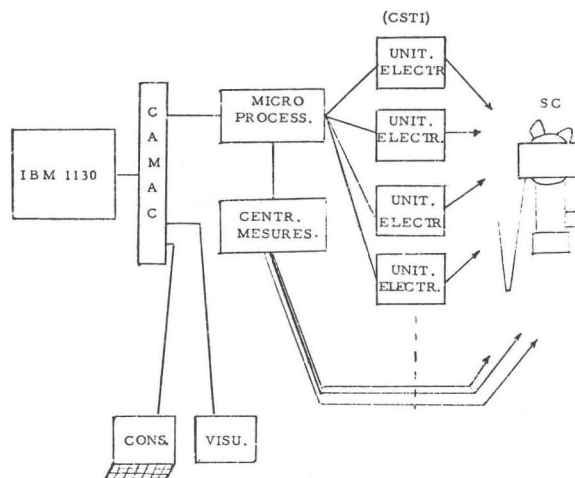 (CSTI)
UNIT.
ELECTR
SC
C
A
M
A
C
MICRO
PROCESS.
UNIT.
ELECTR.
IBM 1130
UNIT.
ELECTR
CENTR.
MESURES.
UNIT.
ELECTR.
CONS.
VISU.